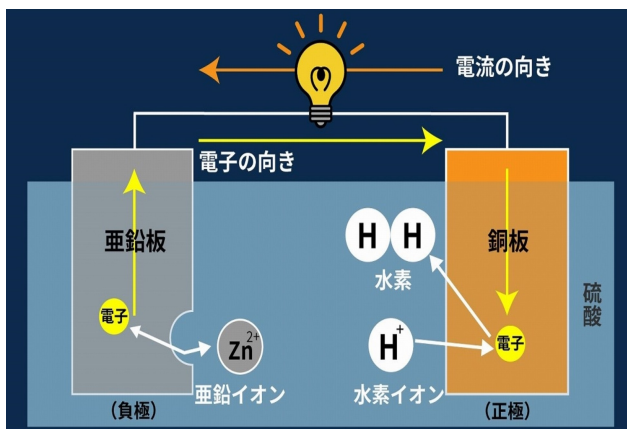 電流の向き
電子の向き
亜鉛板
銅板
H H
水素
硫酸
電子
Zn2+
亜鉛イオン
H+
水素イオン
電子
(負極)
(正極)